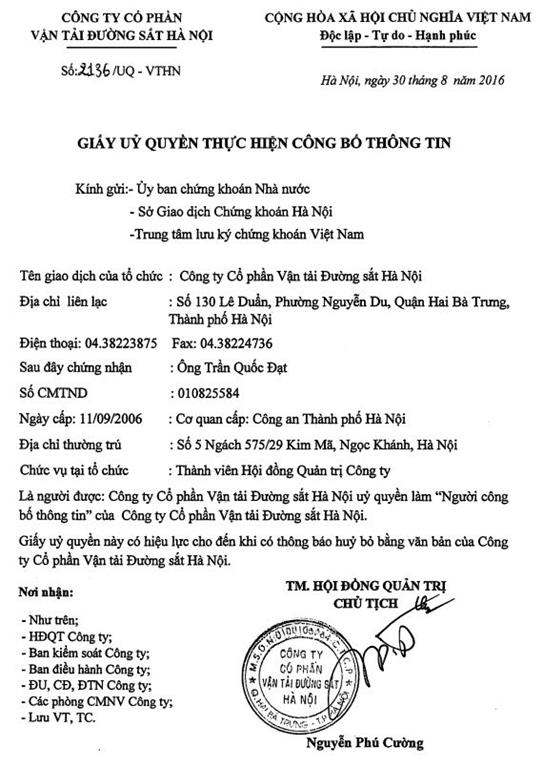 CÔNG TY CỔ PHẦN
VẬN TẢI ĐƯỜNG SẮT HÀ NỘI
Số:2136/UQ - VTHN
CỘNG HÒA XÃ HỘI CHỦ NGHĨA VIỆT NAM
Độc lập - Tự do - Hạnh phúc
Hà Nội, ngày 30 tháng 8 năm 2016
GIẤY UỶ QUYỀN THỰC HIỆN CÔNG BỐ THÔNG TIN
Kính gửi:- Ủy ban chứng khoán Nhà nước
- Sở Giao dịch Chứng khoán Hà Nội
-Trung tâm lưu ký chứng khoán Việt Nam
Tên giao dịch của tổ chức : Công ty Cổ phần Vận tải Đường sắt Hà Nội
Địa chỉ liên lạc : Số 130 Lê Duẩn, Phường Nguyễn Du, Quận Hai Bà Trưng,
Thành phố Hà Nội
Điện thoại: 04.38223875 Fax: 04.38224736
Sau đây chứng nhận : Ông Trần Quốc Đạt
Số CMTND : 010825584
Ngày cấp: 11/09/2006 : Cơ quan cấp: Công an Thành phố Hà Nội
Địa chỉ thường trú : Số 5 Ngách 575/29 Kim Mã, Ngọc Khánh, Hà Nội
Chức vụ tại tổ chức : Thành viên Hội đồng Quản trị Công ty
Là người được: Công ty Cổ phần Vận tải Đường sắt Hà Nội uỷ quyền làm “Người công
bố thông tin” của Công ty Cổ phần Vận tải Đường sắt Hà Nội.
Giấy uỷ quyền này có hiệu lực cho đến khi có thông báo huỷ bỏ bằng văn bản của Công
ty Cổ phần Vận tải Đường sắt Hà Nội.
Nơi nhận:
- Như trên;
- HĐQT Công ty;
- Ban kiểm soát Công ty;
- Ban điều hành Công ty;
- ĐU, CĐ, ĐTN Công ty;
- Các phòng CMNV Công ty;
- Lưu VT, TC.
TM. HỘI ĐỒNG QUẢN TRỊ
CHỦ TỊCH
CÔNG TY
CỔ PHẦN
VẬN TẢI ĐƯỜNG SẮT
HÀ NỘI
Q. HAI BÀ TRƯNG - TP. HÀ NỘI
Nguyễn Phú Cường